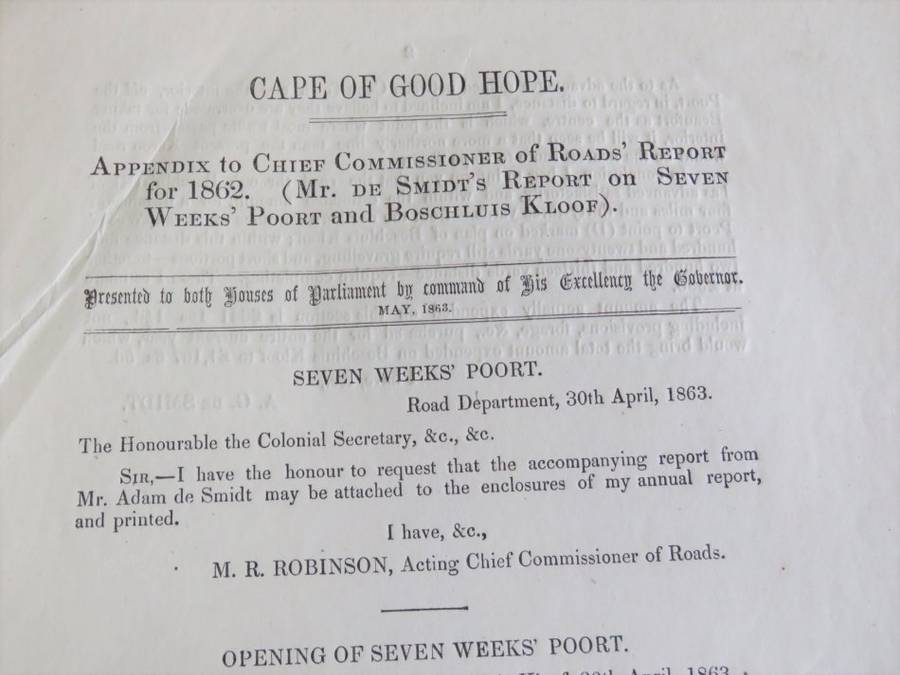 CAPE OF GOOD HOPE.
APPENDIX to CHIEF COMMISSIONER of ROADS' REPORT
for 1862. (Mr. DE SMIDT'S REPORT on SEVEN
WEEKS' POORT and BOSCHLUIS KLOOF).
Presented to both Houses of Parliament by command of His Excellency the Governor.
MAY, 1863.
SEVEN WEEKS' POORT.
Road Department, 30th April, 1863.
The Honourable the Colonial Secretary, &c., &c.
SIR,—I have the honour to request that the accompanying report from
Mr. Adam de Smidt may be attached to the enclosures of my annual report,
and printed.
I have, &c.,
M. R. ROBINSON, Acting Chief Commissioner of Roads.
OPENING OF SEVEN WEEKS' POORT.
April, 1863